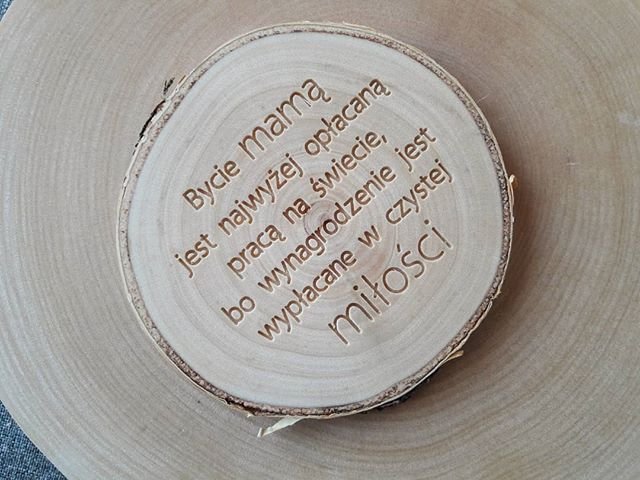 Bycie mamą
jest najwyżej opłacaną
pracą na świecie,
bo wynagrodzenie jest
wypłacane w czystej
miłości